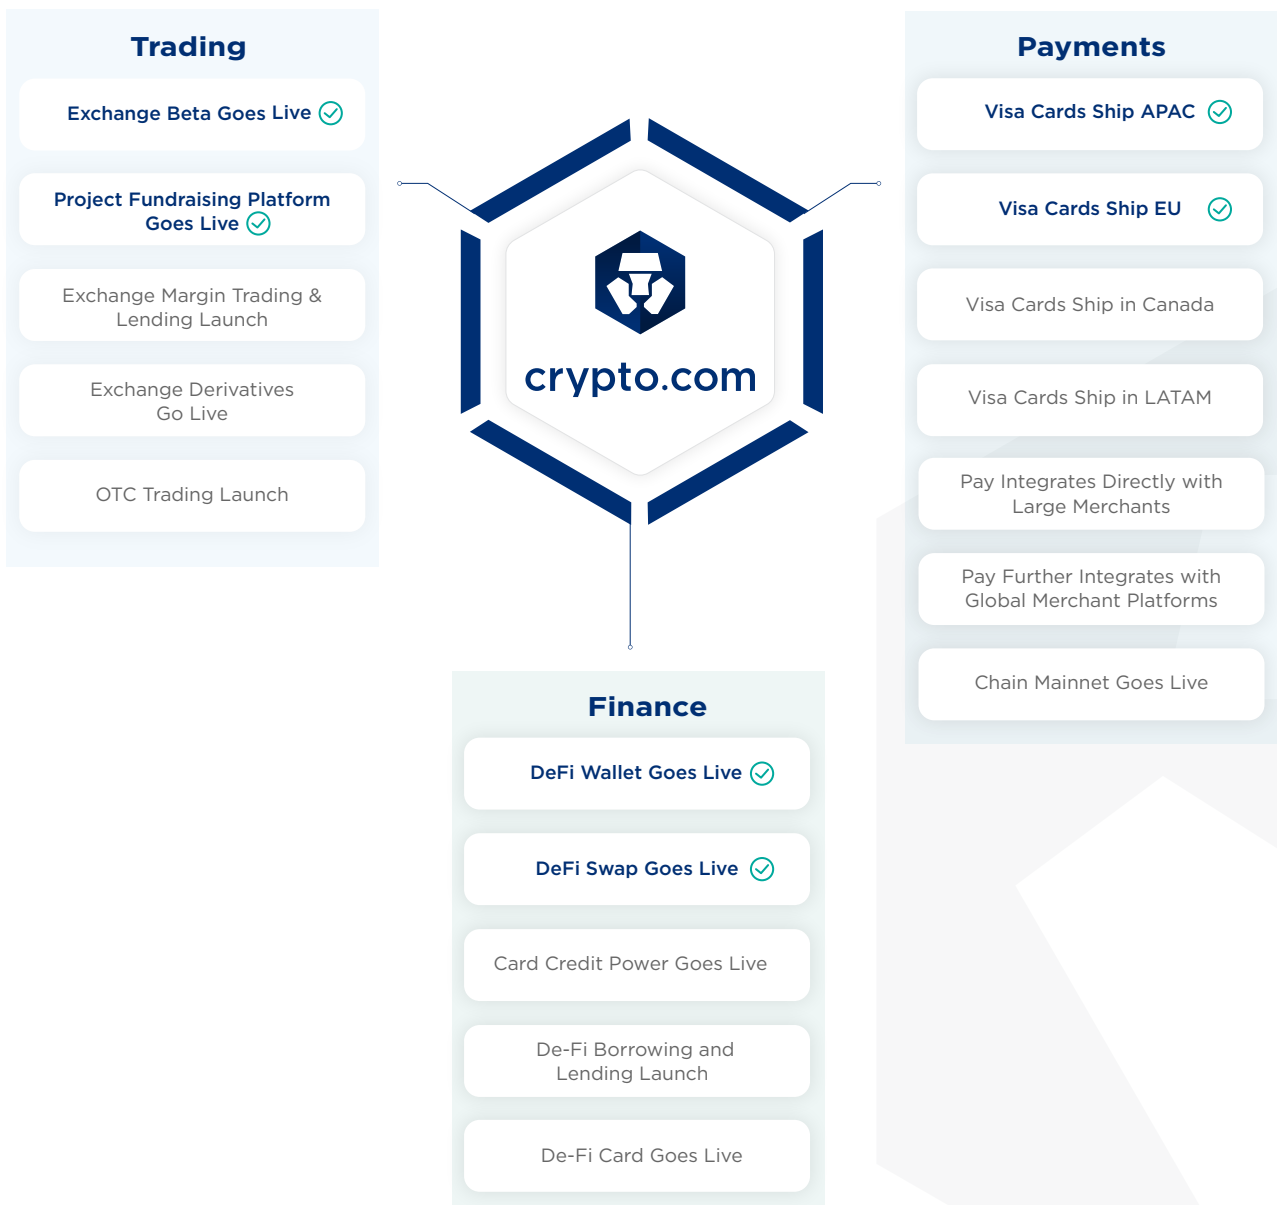 Trading
Exchange Beta Goes Live
Project Fundraising Platform
Goes Live
Exchange Margin Trading &
Lending Launch
Exchange Derivatives
Go Live
OTC Trading Launch
crypto.com
Payments
Visa Cards Ship APAC
Visa Cards Ship EU
Visa Cards Ship in Canada
Visa Cards Ship in LATAM
Pay Integrates Directly with
Large Merchants
Pay Further Integrates with
Global Merchant Platforms
Chain Mainnet Goes Live
Finance
DeFi Wallet Goes Live
DeFi Swap Goes Live
Card Credit Power Goes Live
De-Fi Borrowing and
Lending Launch
De-Fi Card Goes Live